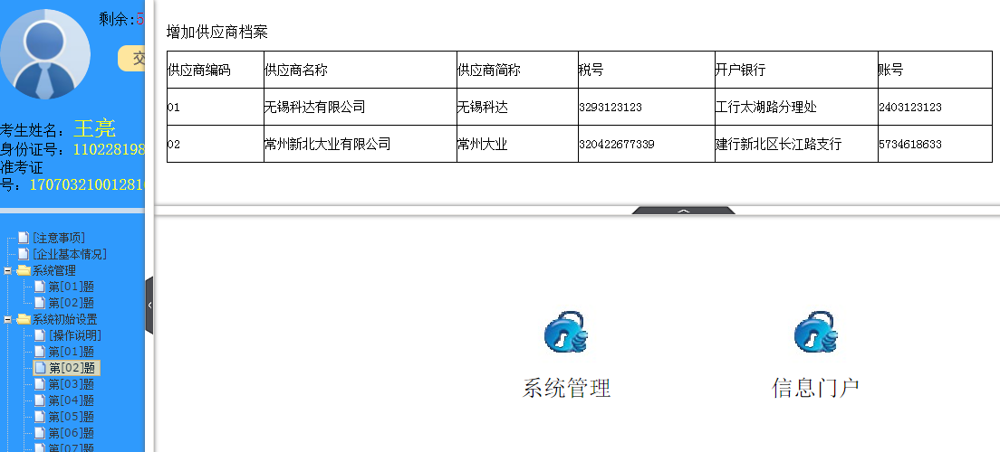 剩余:
交
考生姓名：王亮
身份证号：110228198
准考证
号：1707032100128
[注意事项]
[企业基本情况]
系统管理
第[01]题
第[02]题
系统初始设置
[操作说明]
第[01]题
第[02]题
第[03]题
第[04]题
第[05]题
第[06]题
第[07]题
增加供应商档案
供应商编码 供应商名称 供应商简称 税号 开户银行 账号
01 无锡科达有限公司 无锡科达 3293123123 工行太湖路分理处 2403123123
02 常州新北大业有限公司 常州大业 320422677339 建行新北区长江路支行 5734618633
系统管理 信息门户